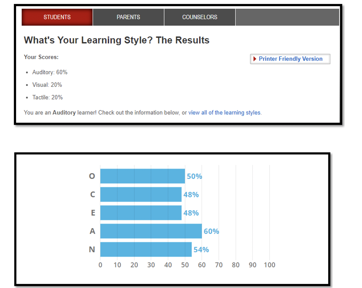 STUDENTS PARENTS COUNSELORS
What's Your Learning Style? The Results
Your Scores:
Printer Friendly Version
Auditory: 60%
Visual: 20%
Tactile: 20%
You are an Auditory learner! Check out the information below, or view all of the learning styles.
O 50%
C 48%
E 48%
A 60%
N 54%
0 10 20 30 40 50 60 70 80 90 100